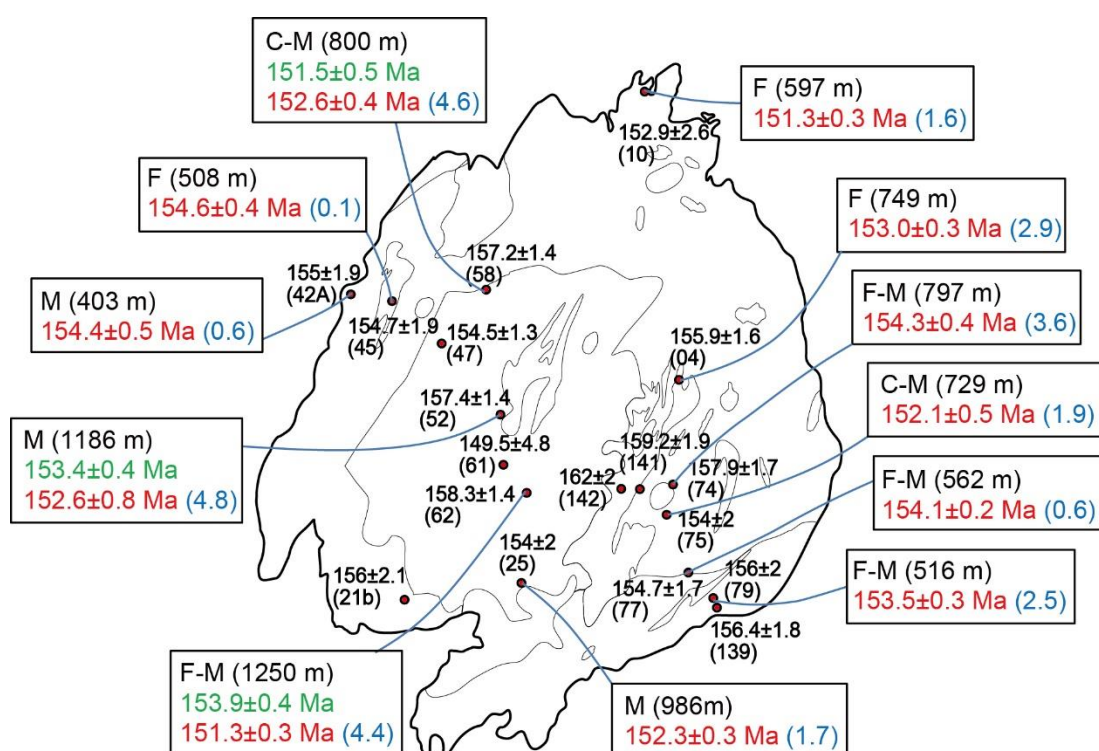 C-M (800 m)
151.5±0.5 Ma
152.6±0.4 Ma (4.6)
F (597 m)
151.3±0.3 Ma (1.6)
152.9±2.6
(10)
F (508 m)
154.6±0.4 Ma (0.1)
F (749 m)
153.0±0.3 Ma (2.9)
157.2±1.4
(58)
155±1.9
(42A)
M (403 m)
154.4±0.5 Ma (0.6)
F-M (797 m)
154.3±0.4 Ma (3.6)
154.7±1.9
(45)
154.5±1.3
(47)
155.9±1.6
(04)
C-M (729 m)
152.1±0.5 Ma (1.9)
157.4±1.4
(52)
M (1186 m)
153.4±0.4 Ma
152.6±0.8 Ma (4.8)
149.5±4.8
(61)
159.2±1.9
(141)
162±2
(142)
157.9±1.7
(74)
F-M (562 m)
154.1±0.2 Ma (0.6)
158.3±1.4
(62)
154±2
(75)
154±2
(25)
F-M (516 m)
153.5±0.3 Ma (2.5)
156±2.1
(21b)
154.7±1.7
(77)
156±2
(79)
156.4±1.8
(139)
F-M (1250 m)
153.9±0.4 Ma
151.3±0.3 Ma (4.4)
M (986m)
152.3±0.3 Ma (1.7)